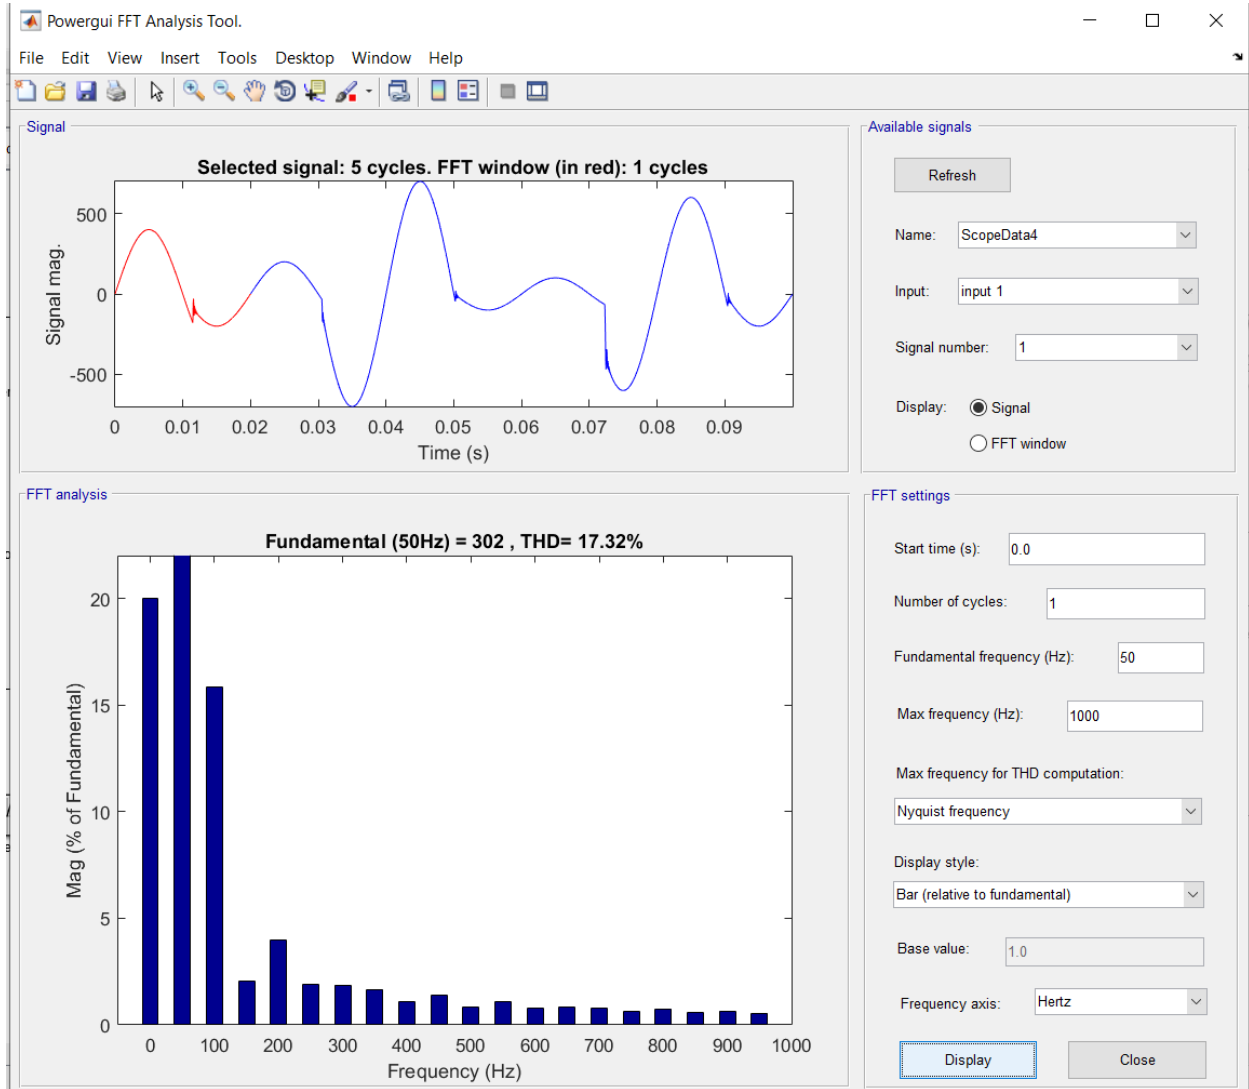 Powergui FFT Analysis Tool.
File Edit View Insert Tools Desktop Window Help
Signal
Selected signal: 5 cycles. FFT window (in red): 1 cycles
500
0
-500
Signal mag.
0 0.01 0.02 0.03 0.04 0.05 0.06 0.07 0.08 0.09
Time (s)
Available signals
Refresh
Name: ScopeData4
Input: input 1
Signal number: 1
Display: Signal
FFT window
FFT analysis
Fundamental (50Hz) = 302 , THD= 17.32%
20
15
10
5
0
Mag (% of Fundamental)
0 100 200 300 400 500 600 700 800 900 1000
Frequency (Hz)
FFT settings
Start time (s): 0.0
Number of cycles: 1
Fundamental frequency (Hz): 50
Max frequency (Hz): 1000
Max frequency for THD computation:
Nyquist frequency
Display style:
Bar (relative to fundamental)
Base value: 1.0
Frequency axis: Hertz
Display Close